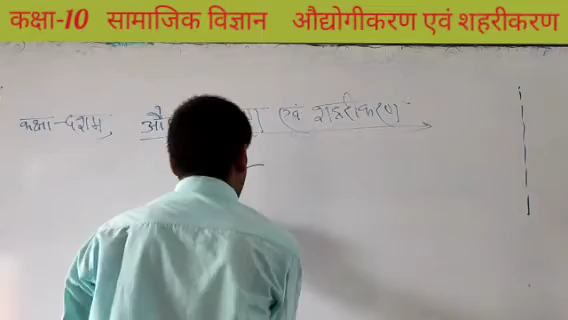 कक्षा-10 सामाजिक विज्ञान औद्योगीकरण एवं शहरीकरण
कक्षा-दशम एवं शहरीकरण